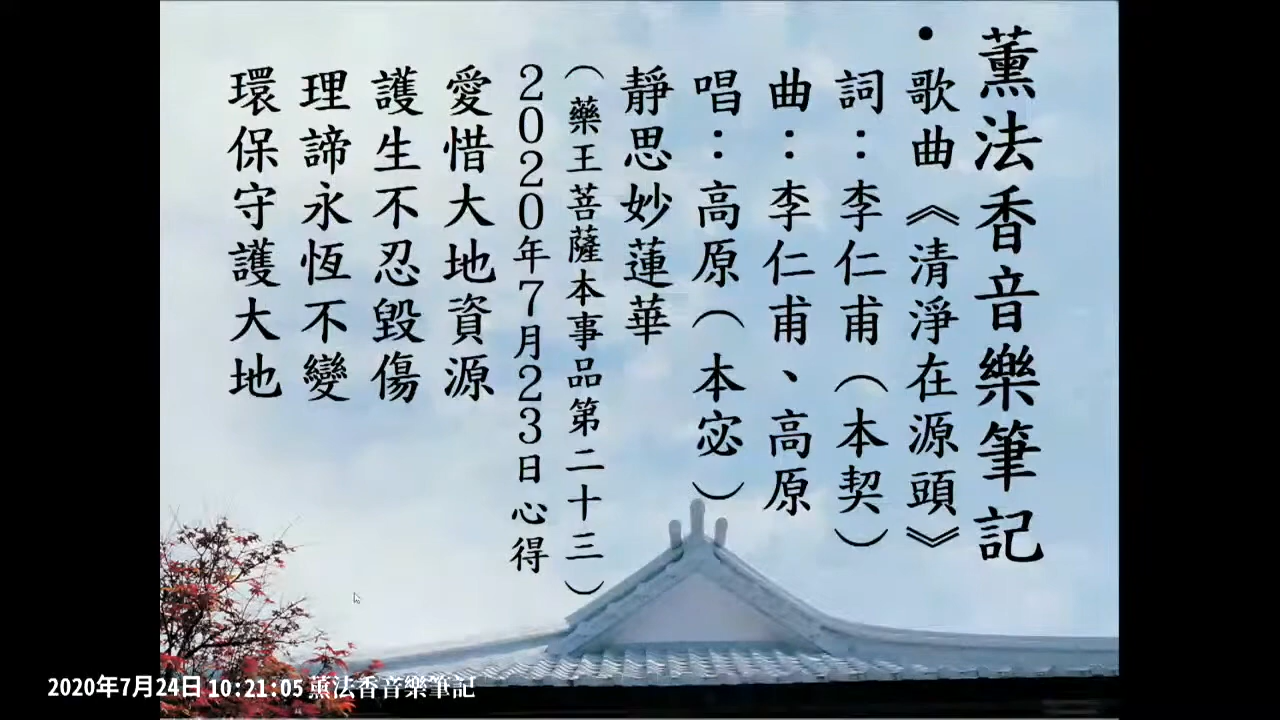 薰法香音樂筆記
•歌曲《清淨在源頭》
詞：李仁甫（本契）
曲：李仁甫、高原
唱：高原（本宓）
靜思妙蓮華
（藥王菩薩本事品第二十三）
2020年7月23日心得
愛惜大地資源
護生不忍毀傷
理諦永恆不變
環保守護大地
2020年7月24日 10:21:05 薰法香音樂筆記